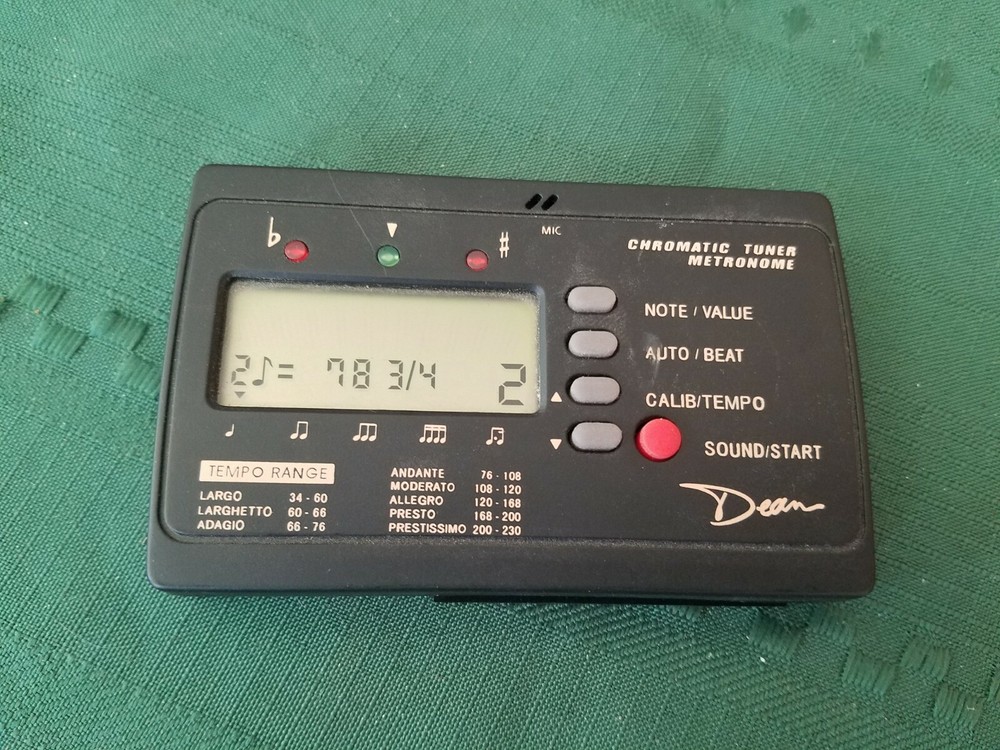 ♭ ▼ ♯
MIC
CHROMATIC TUNER
METRONOME
NOTE / VALUE
AUTO / BEAT
2♪= 78 3/4 2
▲ CALIB/TEMPO
▼ SOUND/START
TEMPO RANGE
LARGO 34 - 60
LARGHETTO 60 - 66
ADAGIO 66 - 76
ANDANTE 76 - 108
MODERATO 108 - 120
ALLEGRO 120 - 168
PRESTO 168 - 200
PRESTISSIMO 200 - 230
Dean